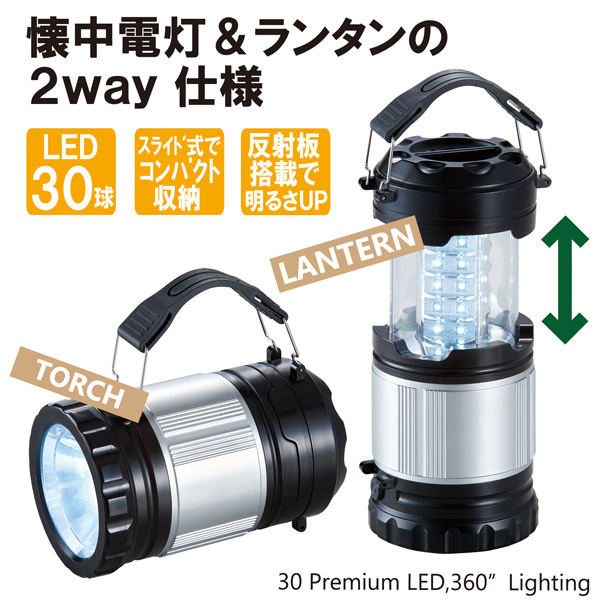 懐中電灯＆ランタンの
2way 仕様
LED
30球
スライド式で
コンパクト
収納
反射板
搭載で
明るさUP
LANTERN
TORCH
30 Premium LED,360” Lighting